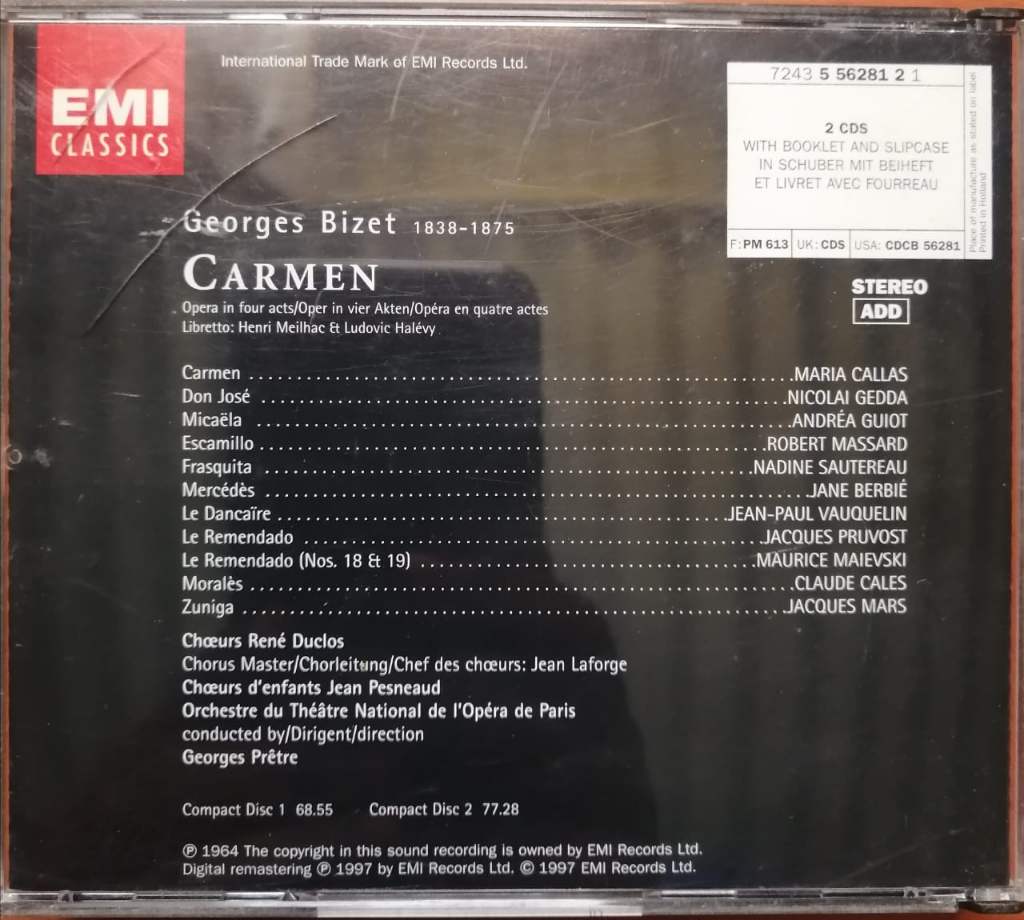 EMI
CLASSICS
International Trade Mark of EMI Records Ltd.
7243 5 56281 2 1
2 CDS
WITH BOOKLET AND SLIPCASE
IN SCHUBER MIT BEIHEFT
ET LIVRET AVEC FOURREAU
F: PM 613 UK: CDS USA: CDCB 56281
Place of manufacture as stated on label
Printed in Holland
Georges Bizet 1838-1875
CARMEN
Opera in four acts/Oper in vier Akten/Opéra en quatre actes
Libretto: Henri Meilhac & Ludovic Halévy
STEREO
ADD
Carmen ........ MARIA CALLAS
Don José ........ NICOLAI GEDDA
Micaëla ........ ANDRÉA GUIOT
Escamillo ........ ROBERT MASSARD
Frasquita ........ NADINE SAUTEREAU
Mercédès ........ JANE BERBIÉ
Le Dancaïre ........ JEAN-PAUL VAUQUELIN
Le Remendado ........ JACQUES PRUVOST
Le Remendado (Nos. 18 & 19) ........ MAURICE MAIEVSKI
Moralès ........ CLAUDE CALES
Zuniga ........ JACQUES MARS
Chœurs René Duclos
Chorus Master/Chorleitung/Chef des chœurs: Jean Laforge
Chœurs d'enfants Jean Pesneaud
Orchestre du Théâtre National de l'Opéra de Paris
conducted by/Dirigent/direction
Georges Prêtre
Compact Disc 1 68.55 Compact Disc 2 77.28
℗ 1964 The copyright in this sound recording is owned by EMI Records Ltd.
Digital remastering ℗ 1997 by EMI Records Ltd. © 1997 EMI Records Ltd.